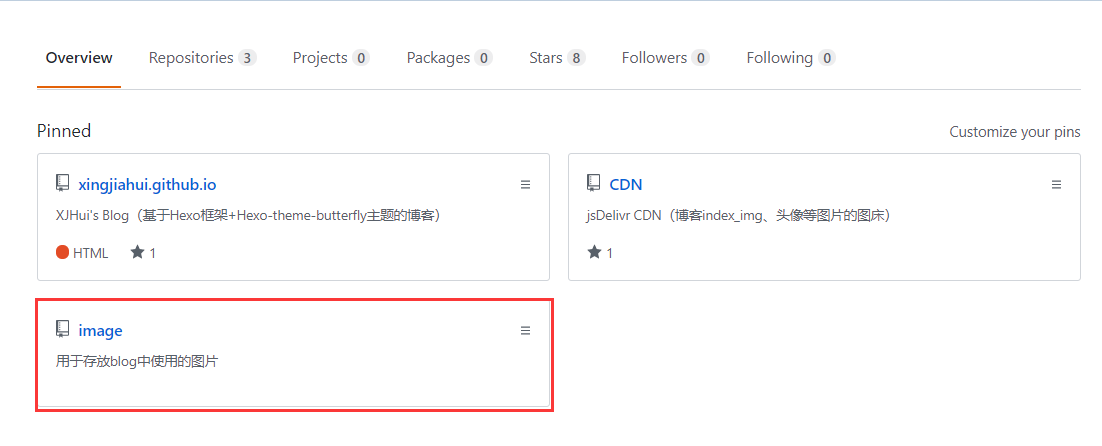 Overview Repositories 3 Projects 0 Packages 0 Stars 8 Followers 0 Following 0
Pinned Customize your pins
xingjiahui.github.io
XJHui's Blog（基于Hexo框架+Hexo-theme-butterfly主题的博客）
HTML 1
CDN
jsDelivr CDN（博客index_img、头像等图片的图床）
1
image
用于存放blog中使用的图片